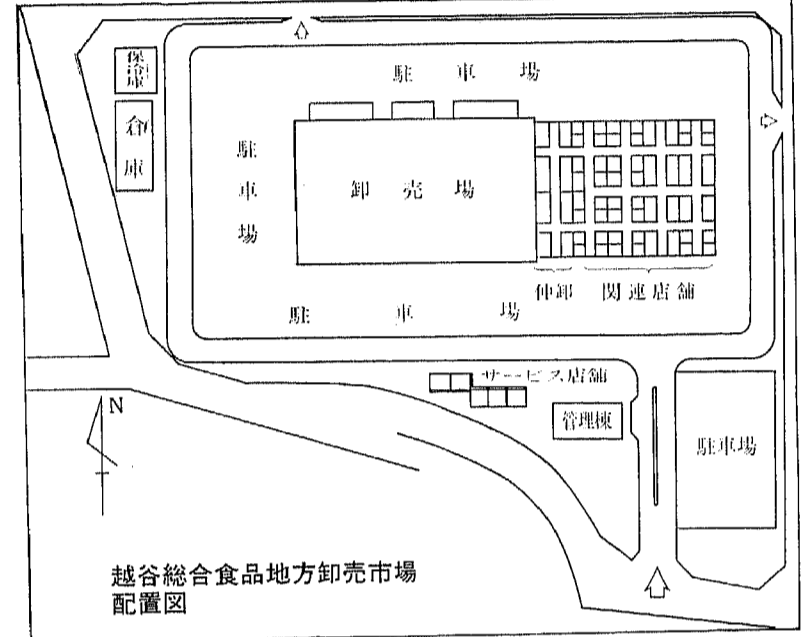 保冷庫
倉庫
駐車場
駐車場
卸売場
仲卸 関連店舗
駐車場
サービス店舗
管理棟
駐車場
N
越谷総合食品地方卸売市場
配置図